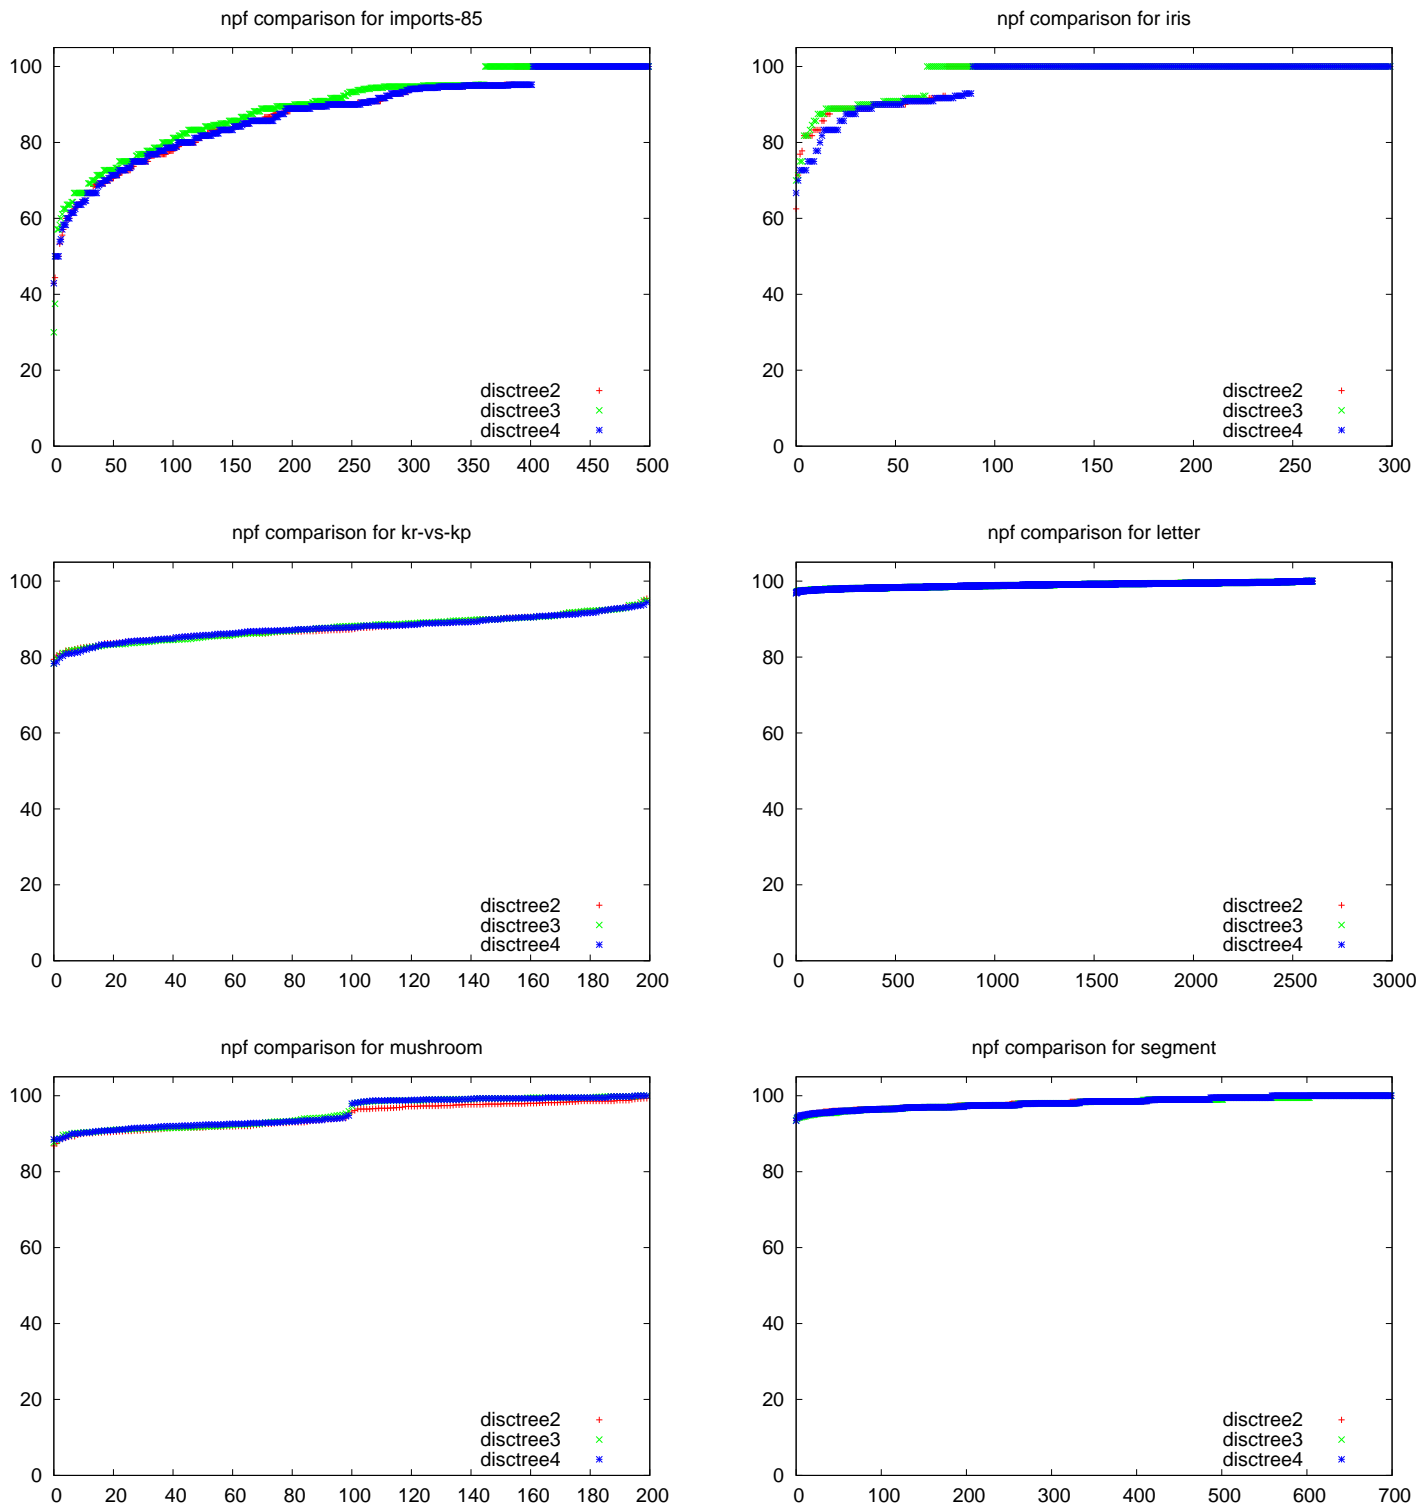 npf comparison for imports-85
100
80
60
40
20
0
disctree2
disctree3
disctree4
0 50 100 150 200 250 300 350 400 450 500
npf comparison for iris
100
80
60
40
20
0
disctree2
disctree3
disctree4
0 50 100 150 200 250 300
npf comparison for kr-vs-kp
100
80
60
40
20
0
disctree2
disctree3
disctree4
0 20 40 60 80 100 120 140 160 180 200
npf comparison for letter
100
80
60
40
20
0
disctree2
disctree3
disctree4
0 500 1000 1500 2000 2500 3000
npf comparison for mushroom
100
80
60
40
20
0
disctree2
disctree3
disctree4
0 20 40 60 80 100 120 140 160 180 200
npf comparison for segment
100
80
60
40
20
0
disctree2
disctree3
disctree4
0 100 200 300 400 500 600 700